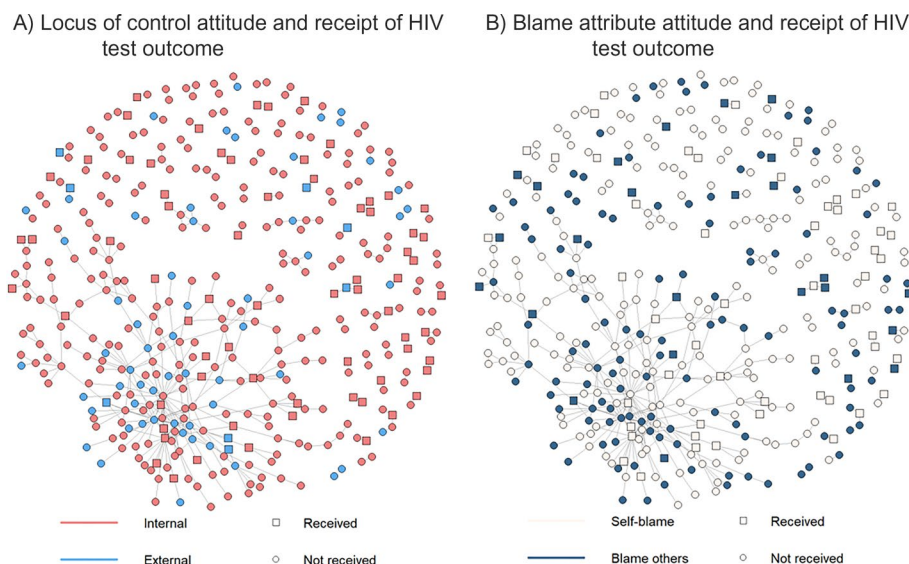 A) Locus of control attitude and receipt of HIV
test outcome
B) Blame attribute attitude and receipt of HIV
test outcome
Internal
Received
External
Not received
Self-blame
Received
Blame others
Not received